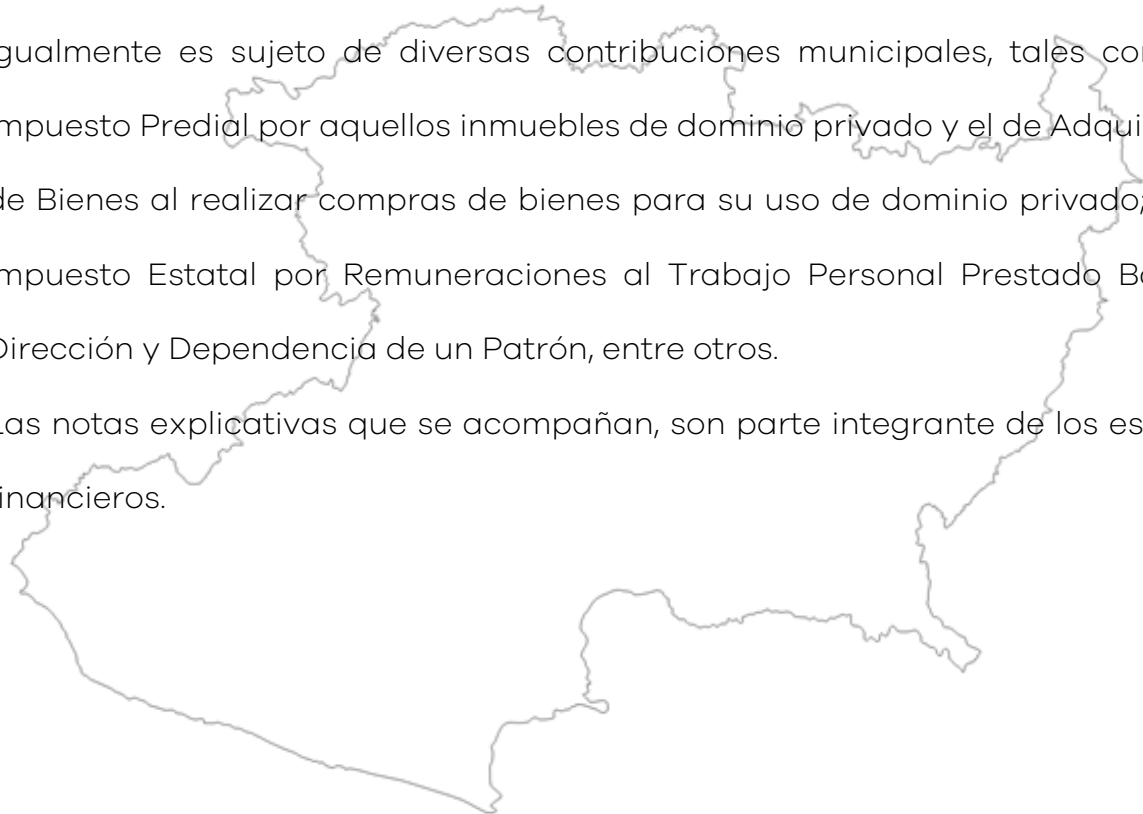 gualmente es sujeto de diversas contribuciones municipales, tales co
mpuesto Predial por aquellos inmuebles de dominio privado y el de Adqui
de Bienes al realizar compras de bienes para su uso de dominio privado;
mpuesto Estatal por Remuneraciones al Trabajo Personal Prestado Ba
Dirección y Dependencia de un Patrón, entre otros.
Las notas explicativas que se acompañan, son parte integrante de los es
inancieros.